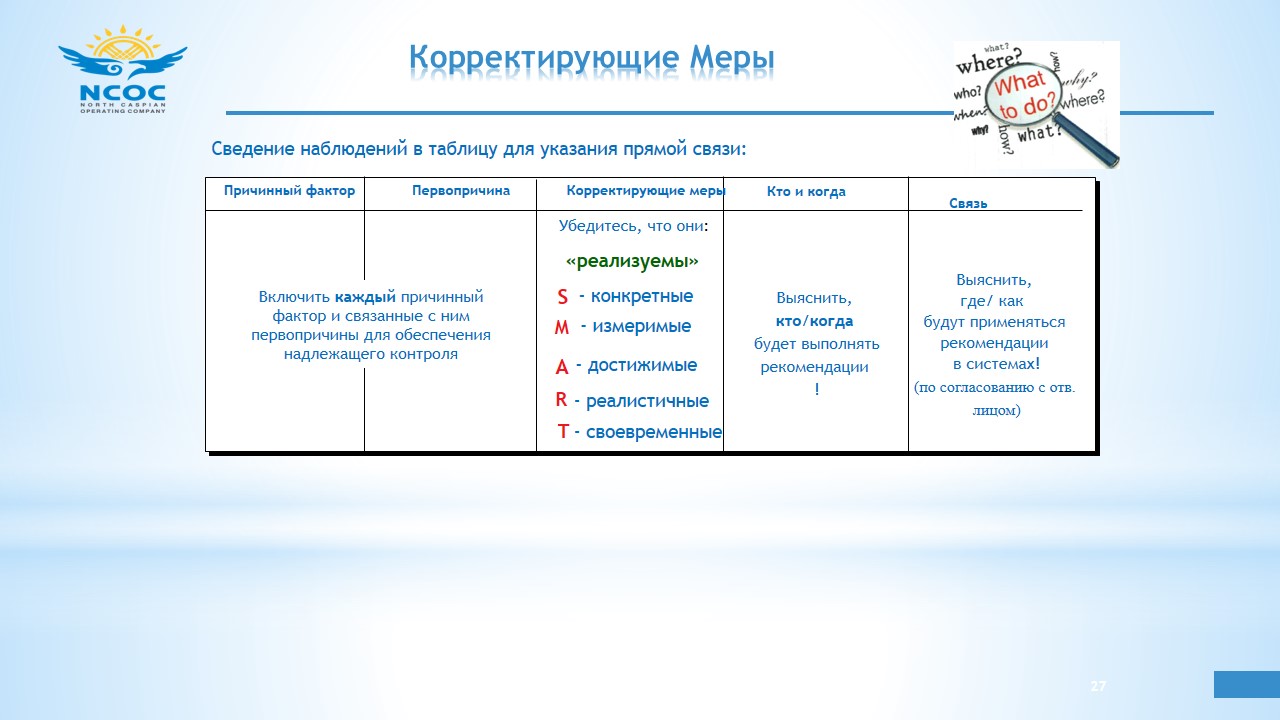 Корректирующие Меры
NCOC
NORTH CASPIAN
OPERATING COMPANY
what?
where?
how?
who?
What
to do?
why?
where?
when?
why?
how?
what?
Сведение наблюдений в таблицу для указания прямой связи:
Причинный фактор
Первопричина
Корректирующие меры
Кто и когда
Связь
Включить каждый причинный
фактор и связанные с ним
первопричины для обеспечения
надлежащего контроля
Убедитесь, что они:
«реализуемы»
S - конкретные
M - измеримые
A - достижимые
R - реалистичные
T - своевременные
Выяснить,
кто/когда
будет выполнять
рекомендации
!
Выяснить,
где/ как
будут применяться
рекомендации
в системах!
(по согласованию с отв.
лицом)
27